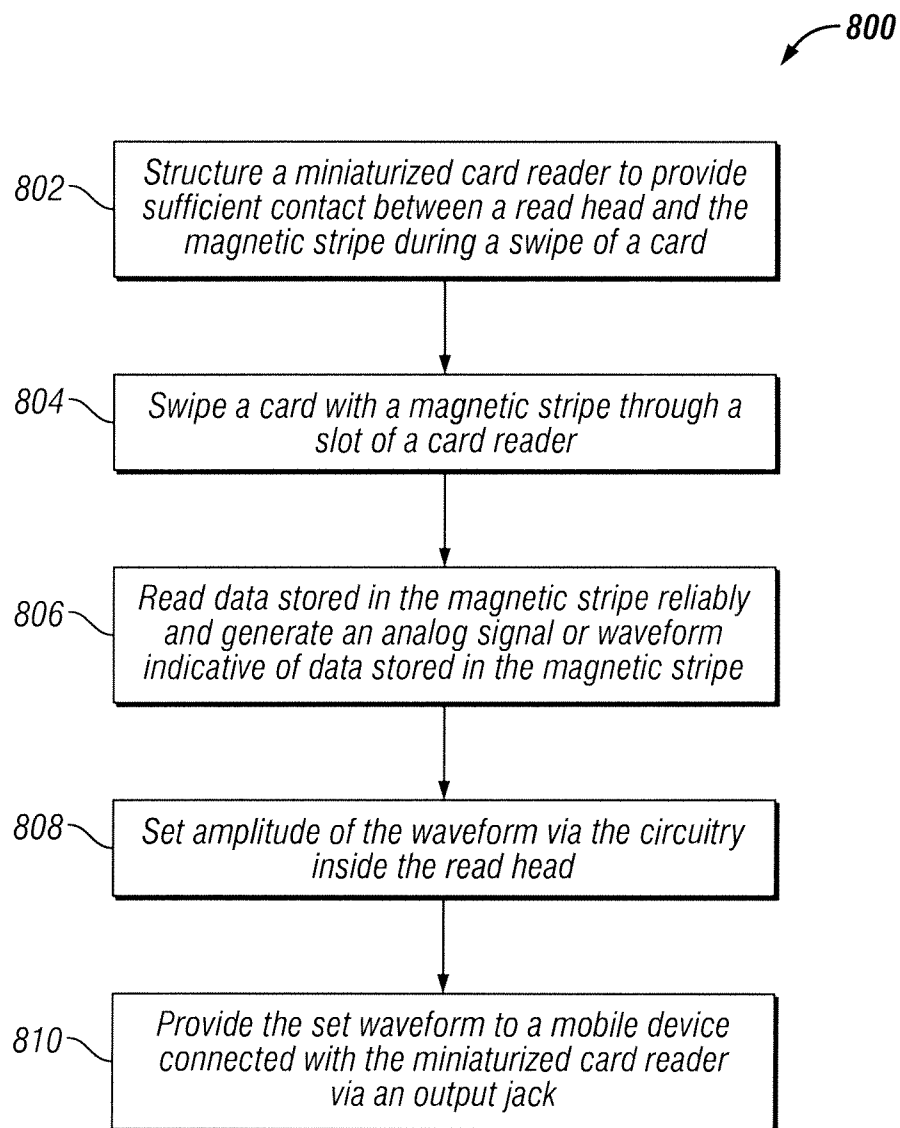 800
802
Structure a miniaturized card reader to provide
sufficient contact between a read head and the
magnetic stripe during a swipe of a card
804
Swipe a card with a magnetic stripe through a
slot of a card reader
806
Read data stored in the magnetic stripe reliably
and generate an analog signal or waveform
indicative of data stored in the magnetic stripe
808
Set amplitude of the waveform via the circuitry
inside the read head
810
Provide the set waveform to a mobile device
connected with the miniaturized card reader
via an output jack